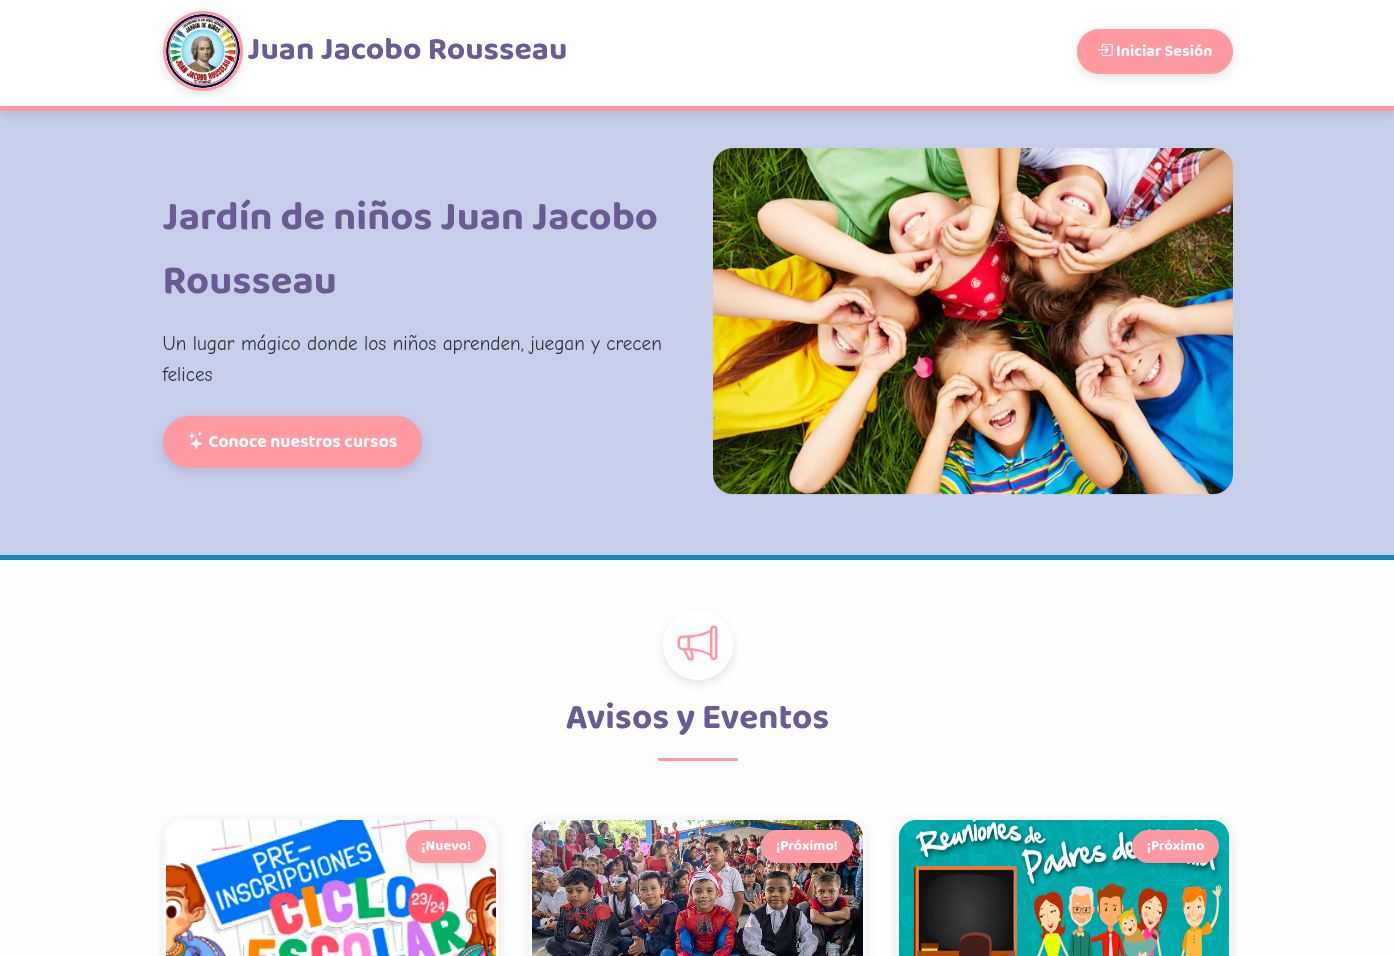 JARDÍN DE NIÑOS
JUAN JACOBO ROUSSEAU
Juan Jacobo Rousseau
Iniciar Sesión
Jardín de niños Juan Jacobo
Rousseau
Un lugar mágico donde los niños aprenden, juegan y crecen
felices
Conoce nuestros cursos
Avisos y Eventos
¡Nuevo!
PRE-
INSCRIPCIONES
CICLO
23/24
ESCOLAR
¡Próximo!
Reuniones de
Padres de
¡Próximo